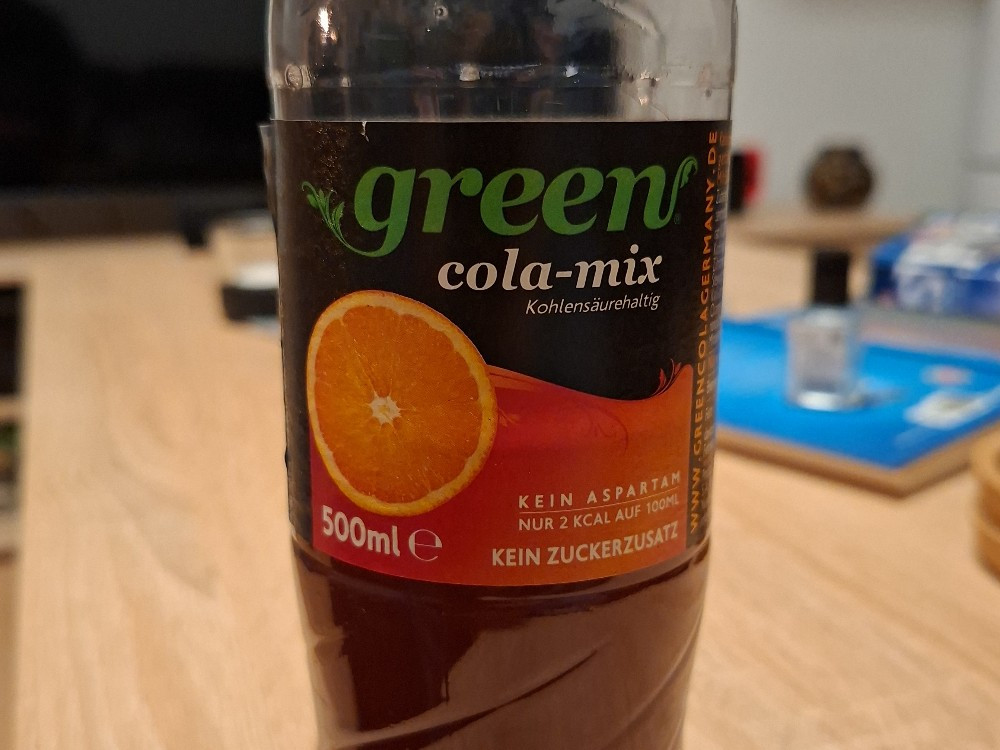 green
cola-mix
Kohlensäurehaltig
KEIN ASPARTAM
NUR 2 KCAL AUF 100ML
KEIN ZUCKERZUSATZ
500ml ℮
WWW.GREENCOLAGERMANY.DE